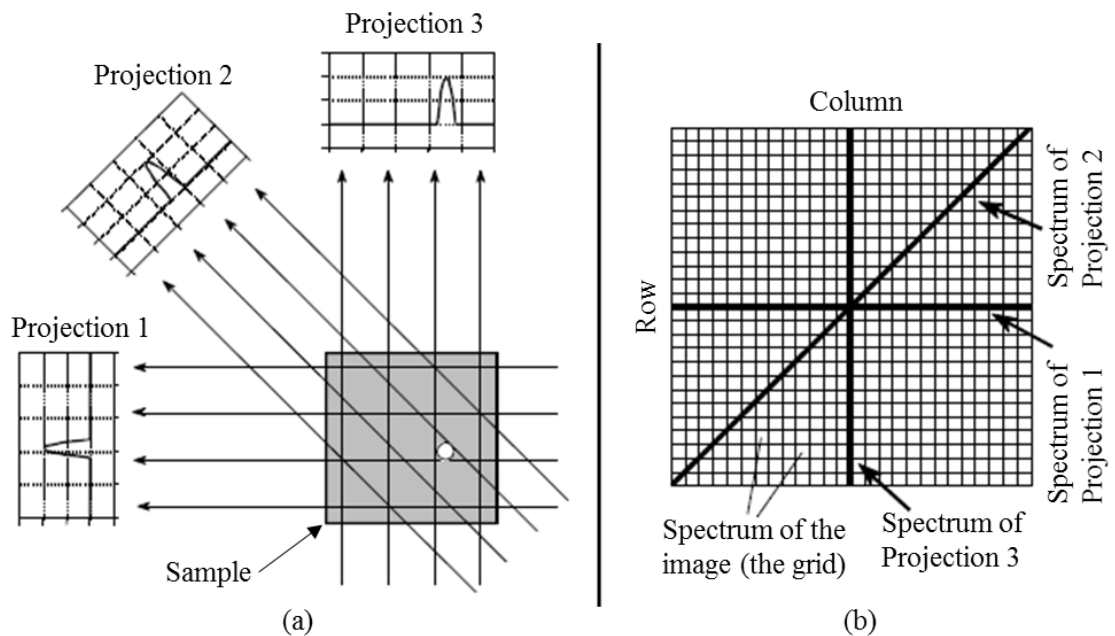 Projection 3
Projection 2
Projection 1
Sample
(a)
Column
Row
Spectrum of
Projection 2
Spectrum of
Projection 1
Spectrum of the
image (the grid)
Spectrum of
Projection 3
(b)